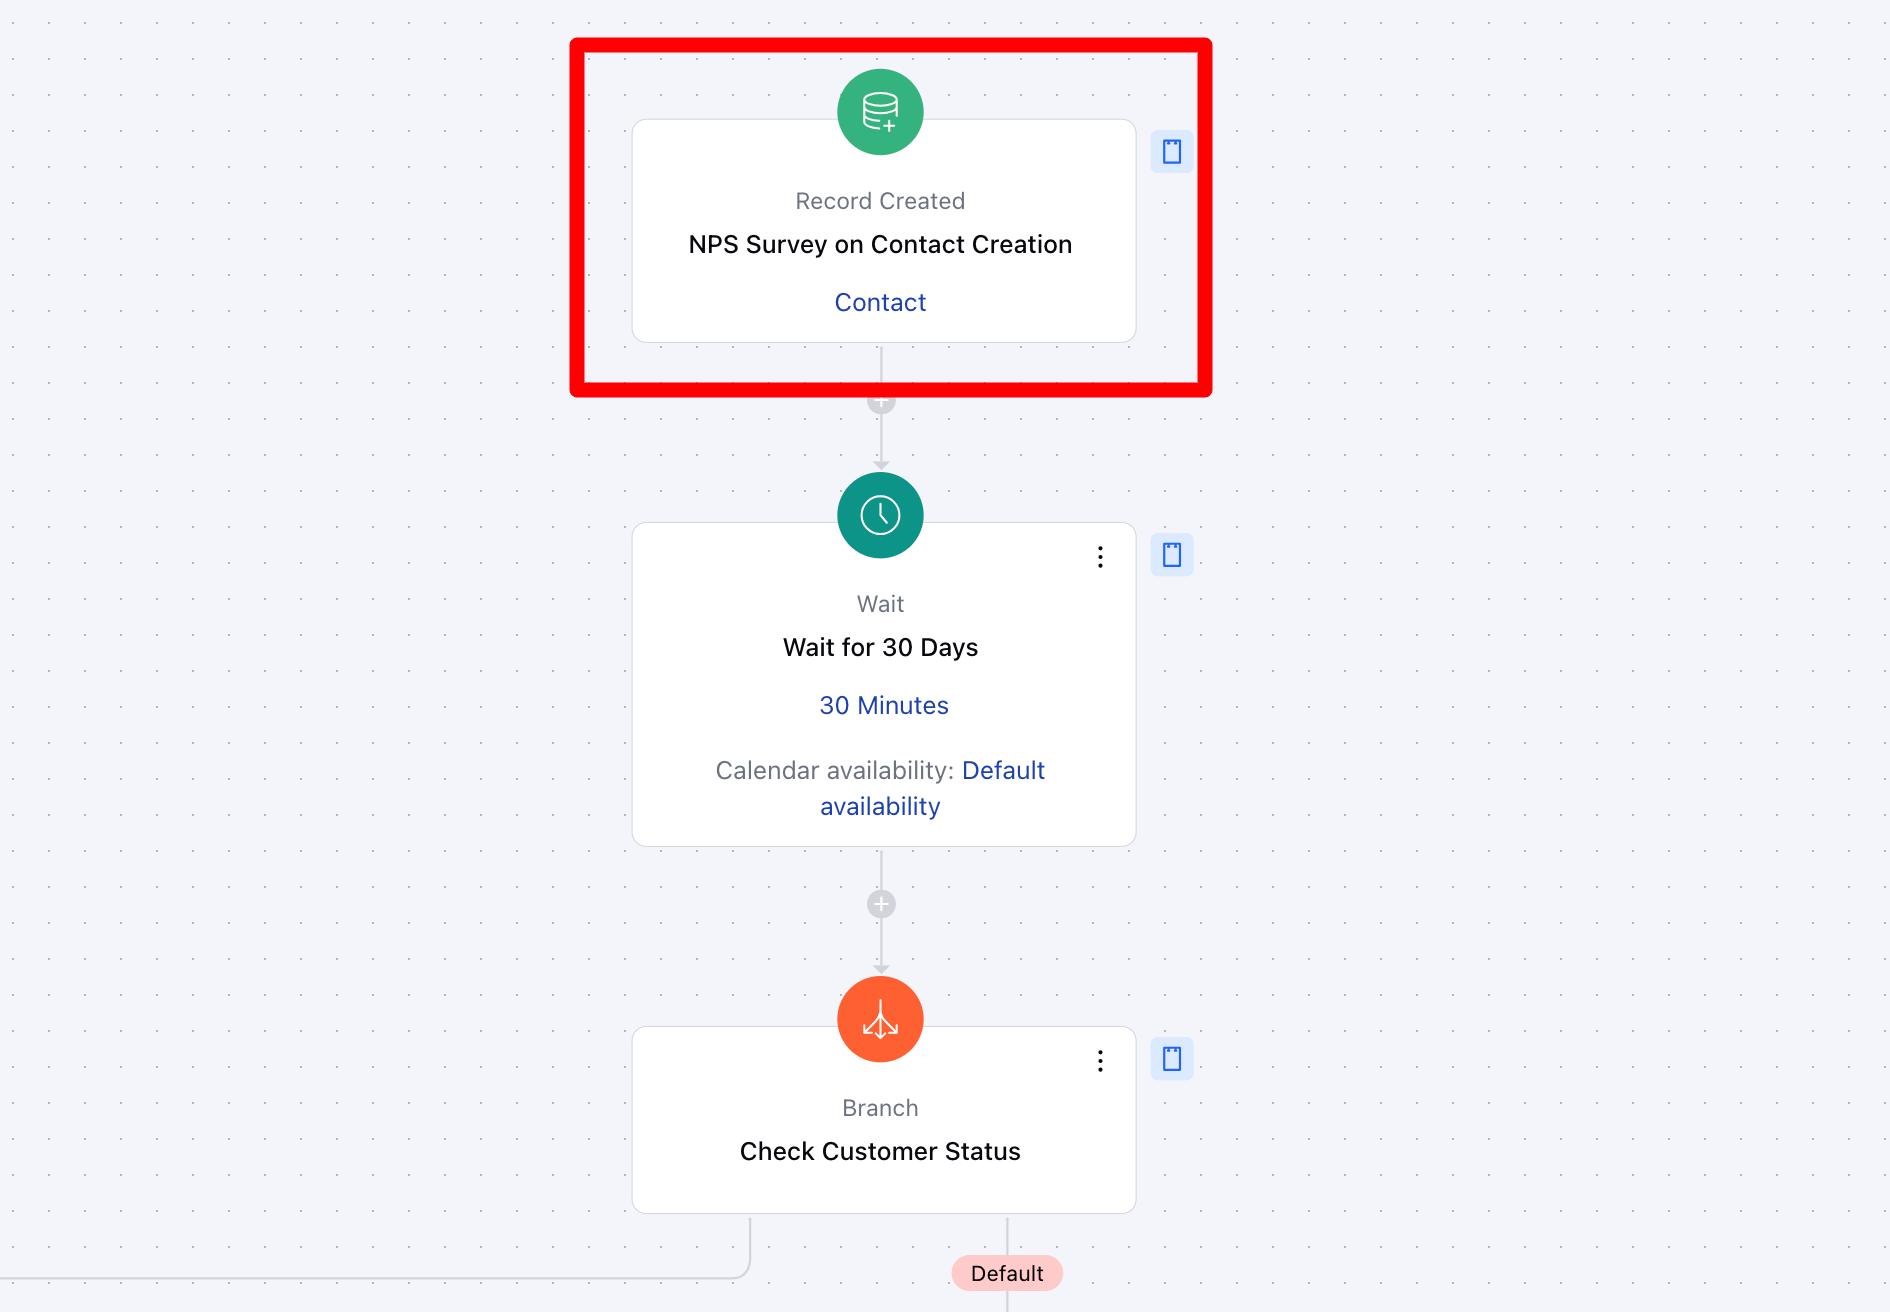 Record Created
NPS Survey on Contact Creation
Contact
Wait
Wait for 30 Days
30 Minutes
Calendar availability: Default
availability
Branch
Check Customer Status
Default